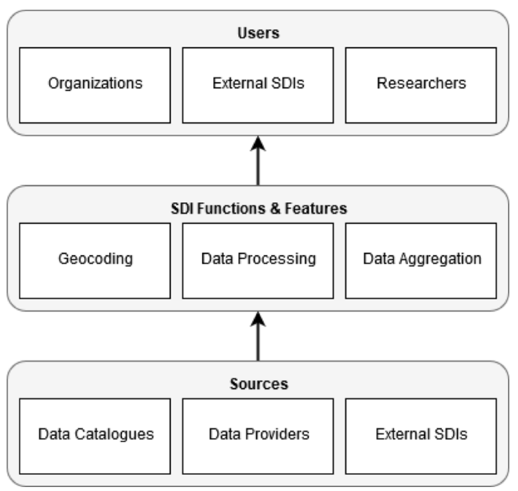 Users
Organizations
External SDIs
Researchers
SDI Functions & Features
Geocoding
Data Processing
Data Aggregation
Sources
Data Catalogues
Data Providers
External SDIs